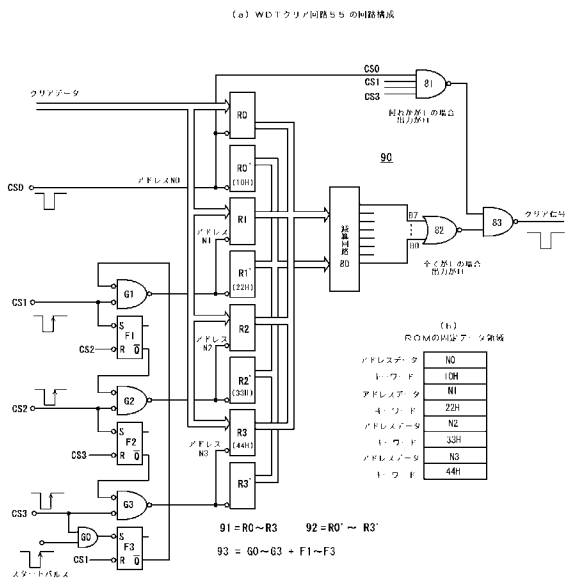 (a) WDTクリア回路55の回路構成
クリアデータ
CS0
CS1
CS3
81
何れかがLの場合
出力がH
R0
R0'
(10H)
アドレスN0
CS0
90
R1
アドレス
N1
減算回路
80
87
80
82
83
クリア信号
全てがLの場合
出力がH
R1'
(22H)
CS1
G1
S
F1
R
Q
CS2
アドレス
N2
R2
R2'
(33H)
CS2
G2
S
F2
R
Q
CS3
アドレス
N3
R3
(44H)
R3'
CS3
G3
G0
S
F3
R
Q
CS1
スタートパルス
(b)
ROMの固定データ領域
アドレスデータ N0
キーワード 10H
アドレスデータ N1
キーワード 22H
アドレスデータ N2
キーワード 33H
アドレスデータ N3
キーワード 44H
91 =R0~R3 92 =R0'~ R3'
93 = G0~G3 + F1~F3